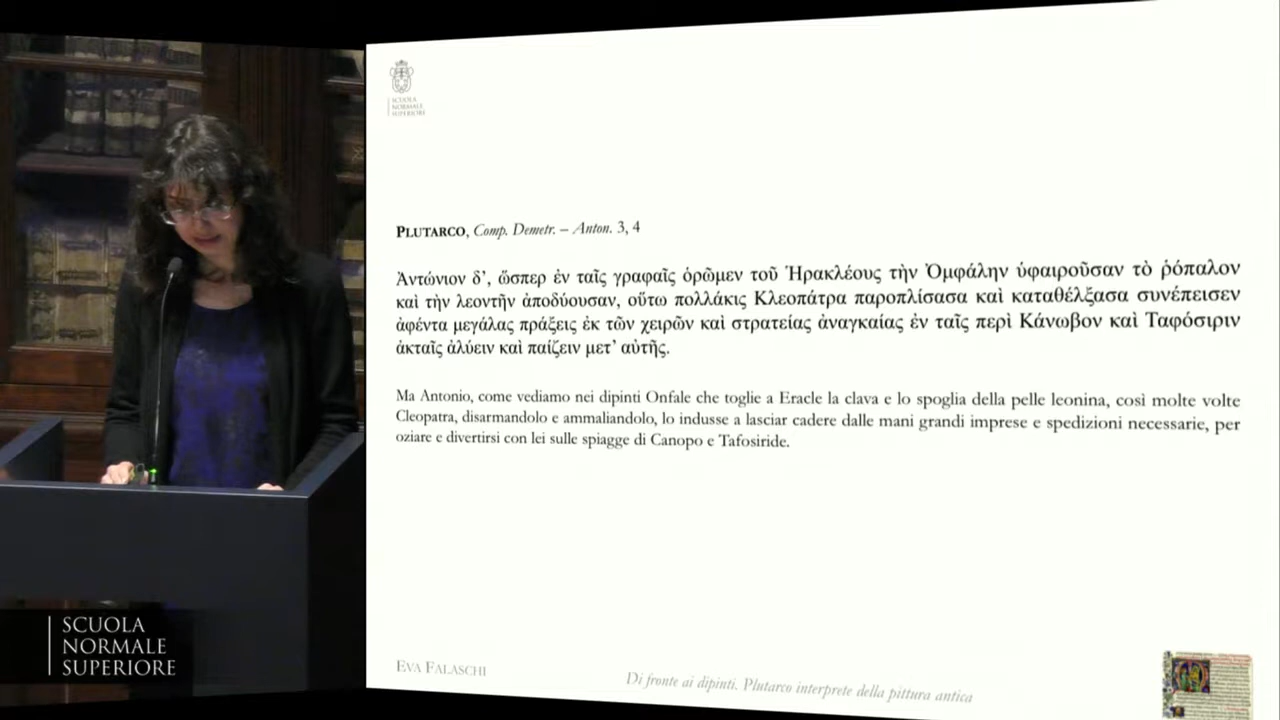 SCUOLA
NORMALE
SUPERIORE
PLUTARCO, Comp. Demetr. – Anton. 3, 4
Ἀντώνιον δ’, ὥσπερ ἐν ταῖς γραφαῖς ὁρῶμεν τοῦ Ἡρακλέους τὴν Ὀμφάλην ὑφαιροῦσαν τὸ ῥόπαλον
καὶ τὴν λεοντῆν ἀποδύουσαν, οὕτω πολλάκις Κλεοπάτρα παροπλίσασα καὶ καταθέλξασα συνέπεισεν
ἀφέντα μεγάλας πράξεις ἐκ τῶν χειρῶν καὶ στρατείας ἀναγκαίας ἐν ταῖς περὶ Κάνωβον καὶ Ταφόσιριν
ἀκταῖς ἀλύειν καὶ παίζειν μετ’ αὐτῆς.
Ma Antonio, come vediamo nei dipinti Onfale che toglie a Eracle la clava e lo spoglia della pelle leonina, così molte volte
Cleopatra, disarmandolo e ammaliandolo, lo indusse a lasciar cadere dalle mani grandi imprese e spedizioni necessarie, per
oziare e divertirsi con lei sulle spiagge di Canopo e Tafosiride.
EVA FALASCHI
Di fronte ai dipinti. Plutarco interprete della pittura antica
SCUOLA
NORMALE
SUPERIORE